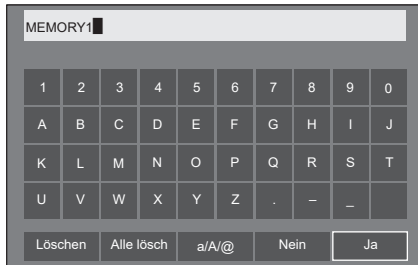 MEMORY1
1 2 3 4 5 6 7 8 9 0
A B C D E F G H I J
K L M N O P Q R S T
U V W X Y Z . – _
Löschen Alle lösch a/A/@ Nein Ja